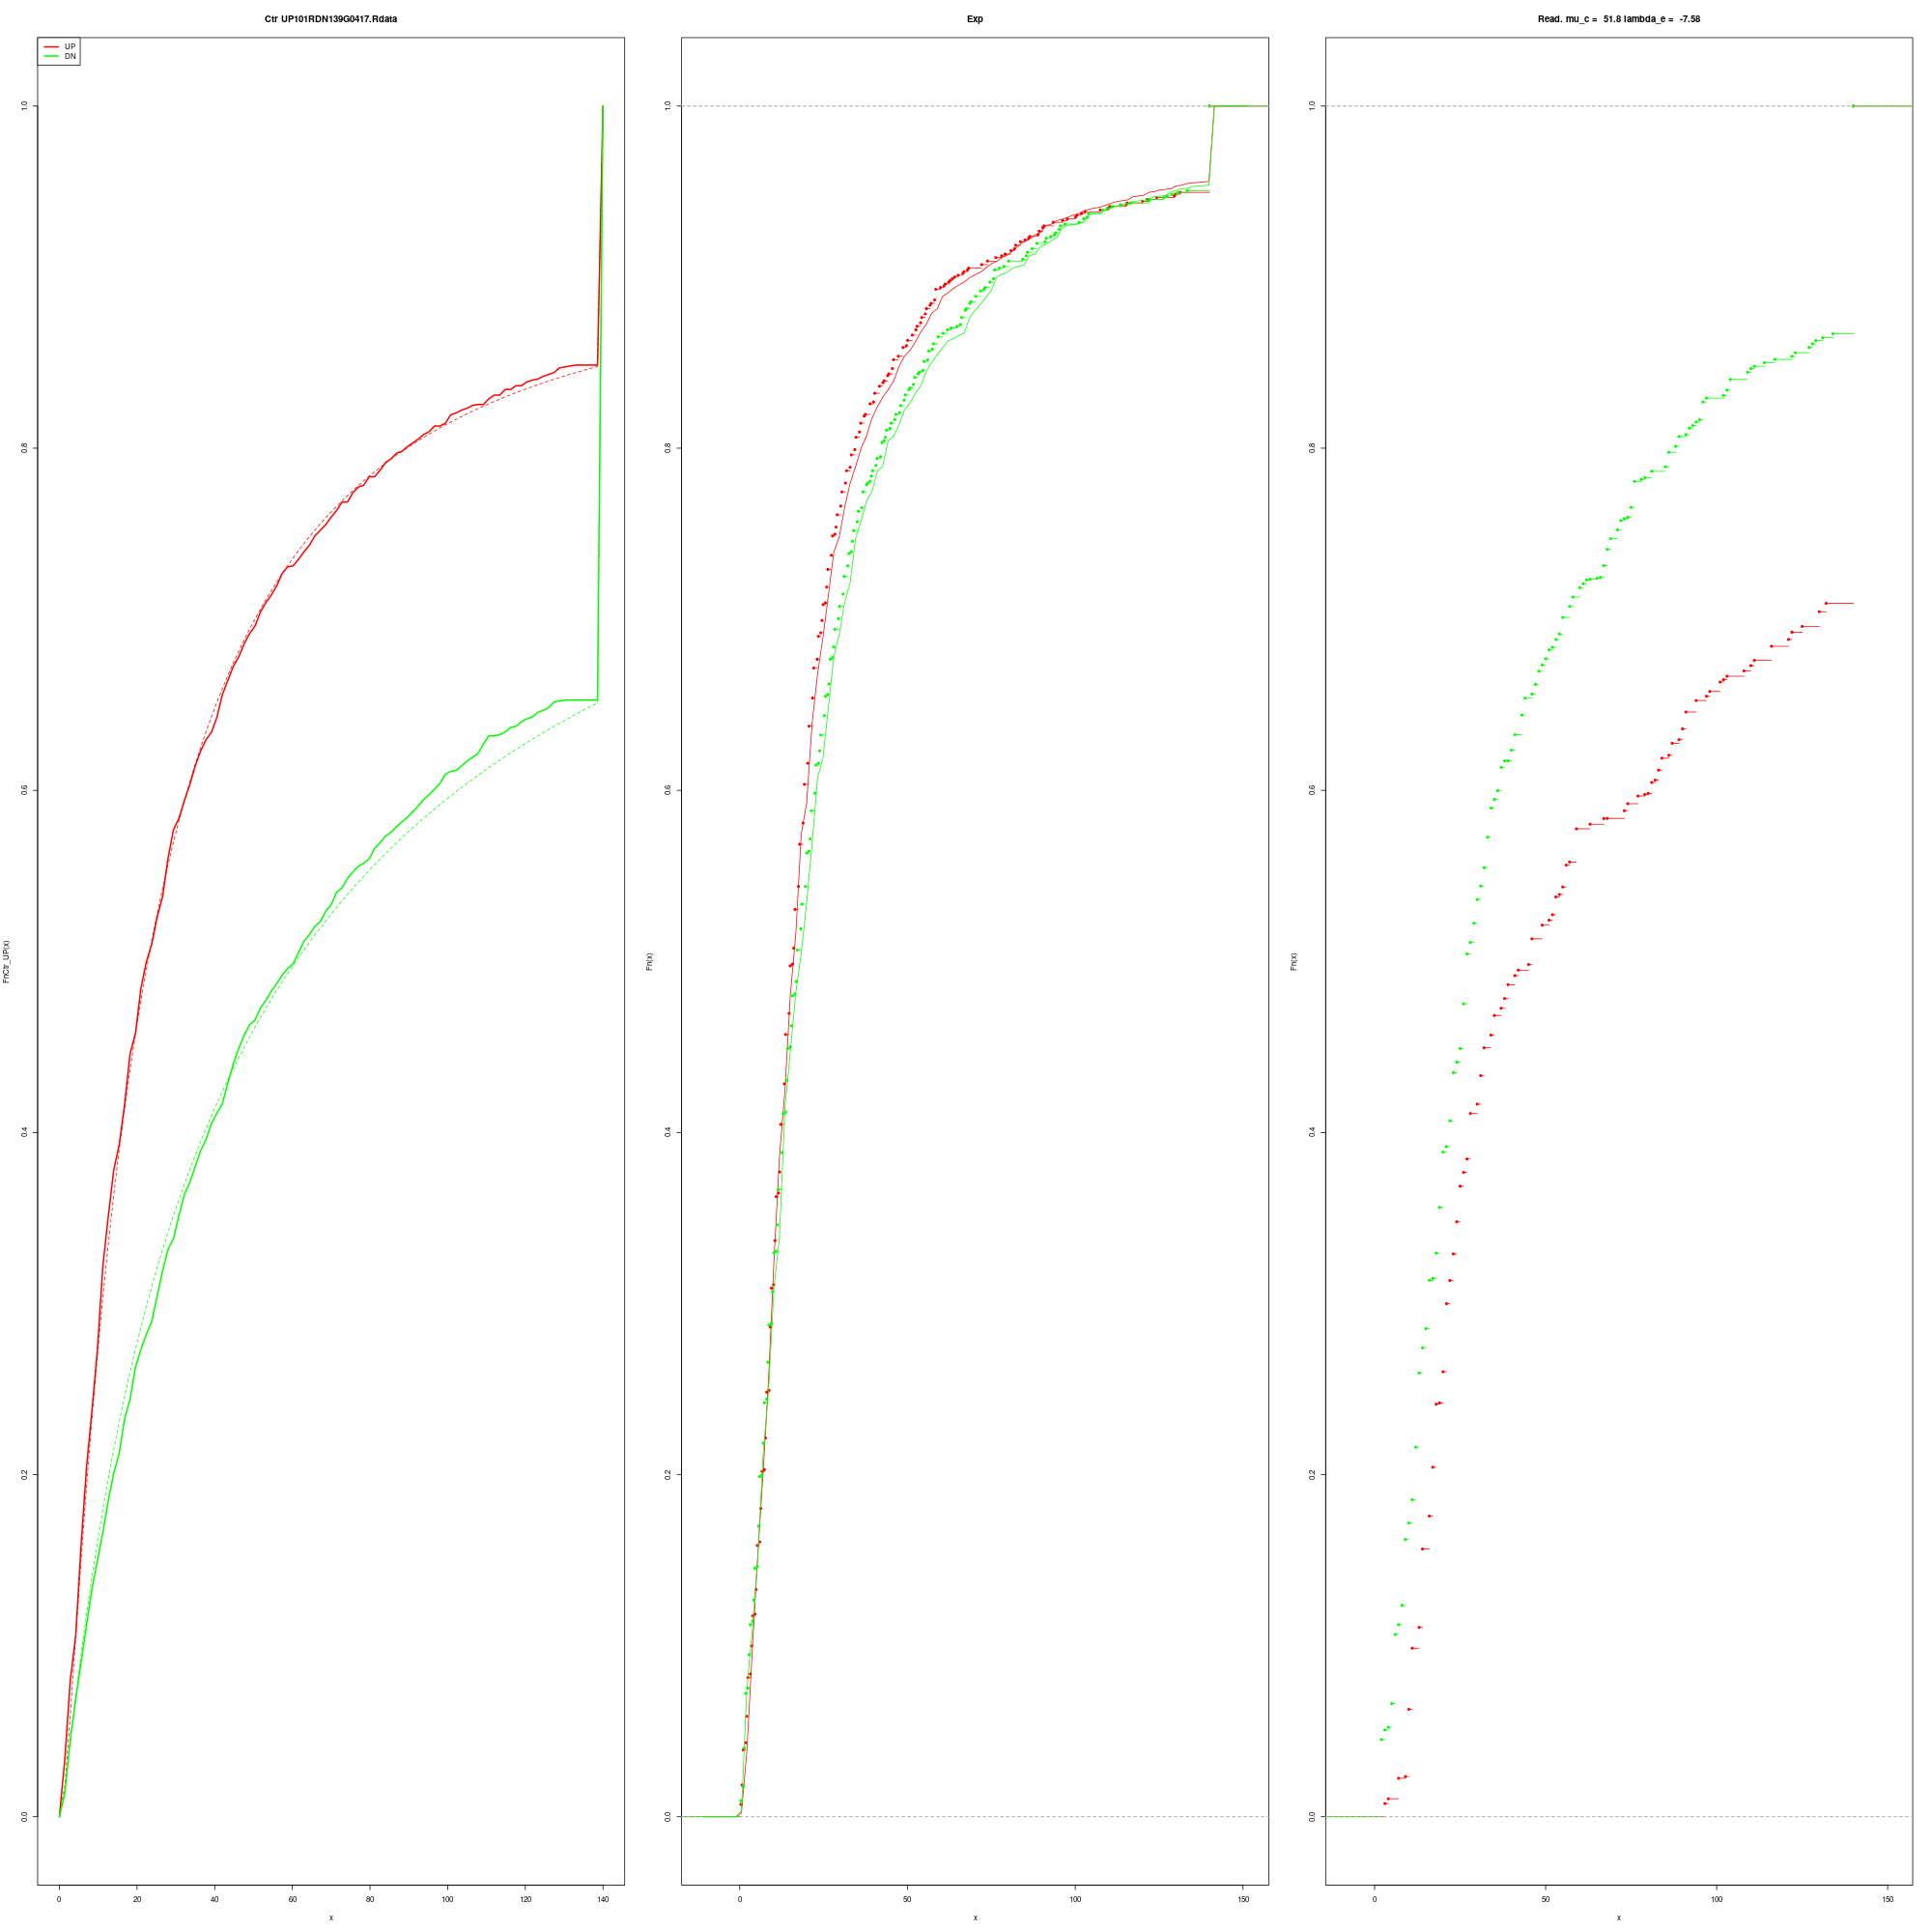 Ctr UP101RDN139G0417.Rdata
UP
DN
FnCtr_UP(x)
0.0 0.2 0.4 0.6 0.8 1.0
0 20 40 60 80 100 120 140
x
Exp
Fn(x)
0.0 0.2 0.4 0.6 0.8 1.0
0 50 100 150
x
Read. mu_c = 51.8 lambda_e = -7.58
Fn(x)
0.0 0.2 0.4 0.6 0.8 1.0
0 50 100 150
x